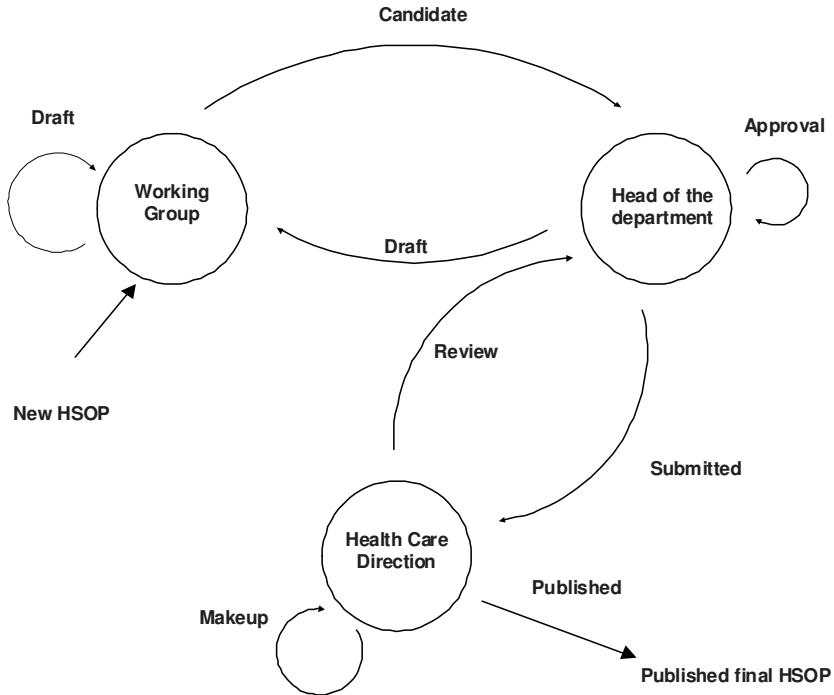 Candidate
Draft
Approval
Working
Group
Head of the
department
Draft
Review
New HSOP
Submitted
Health Care
Direction
Published
Makeup
Published final HSOP